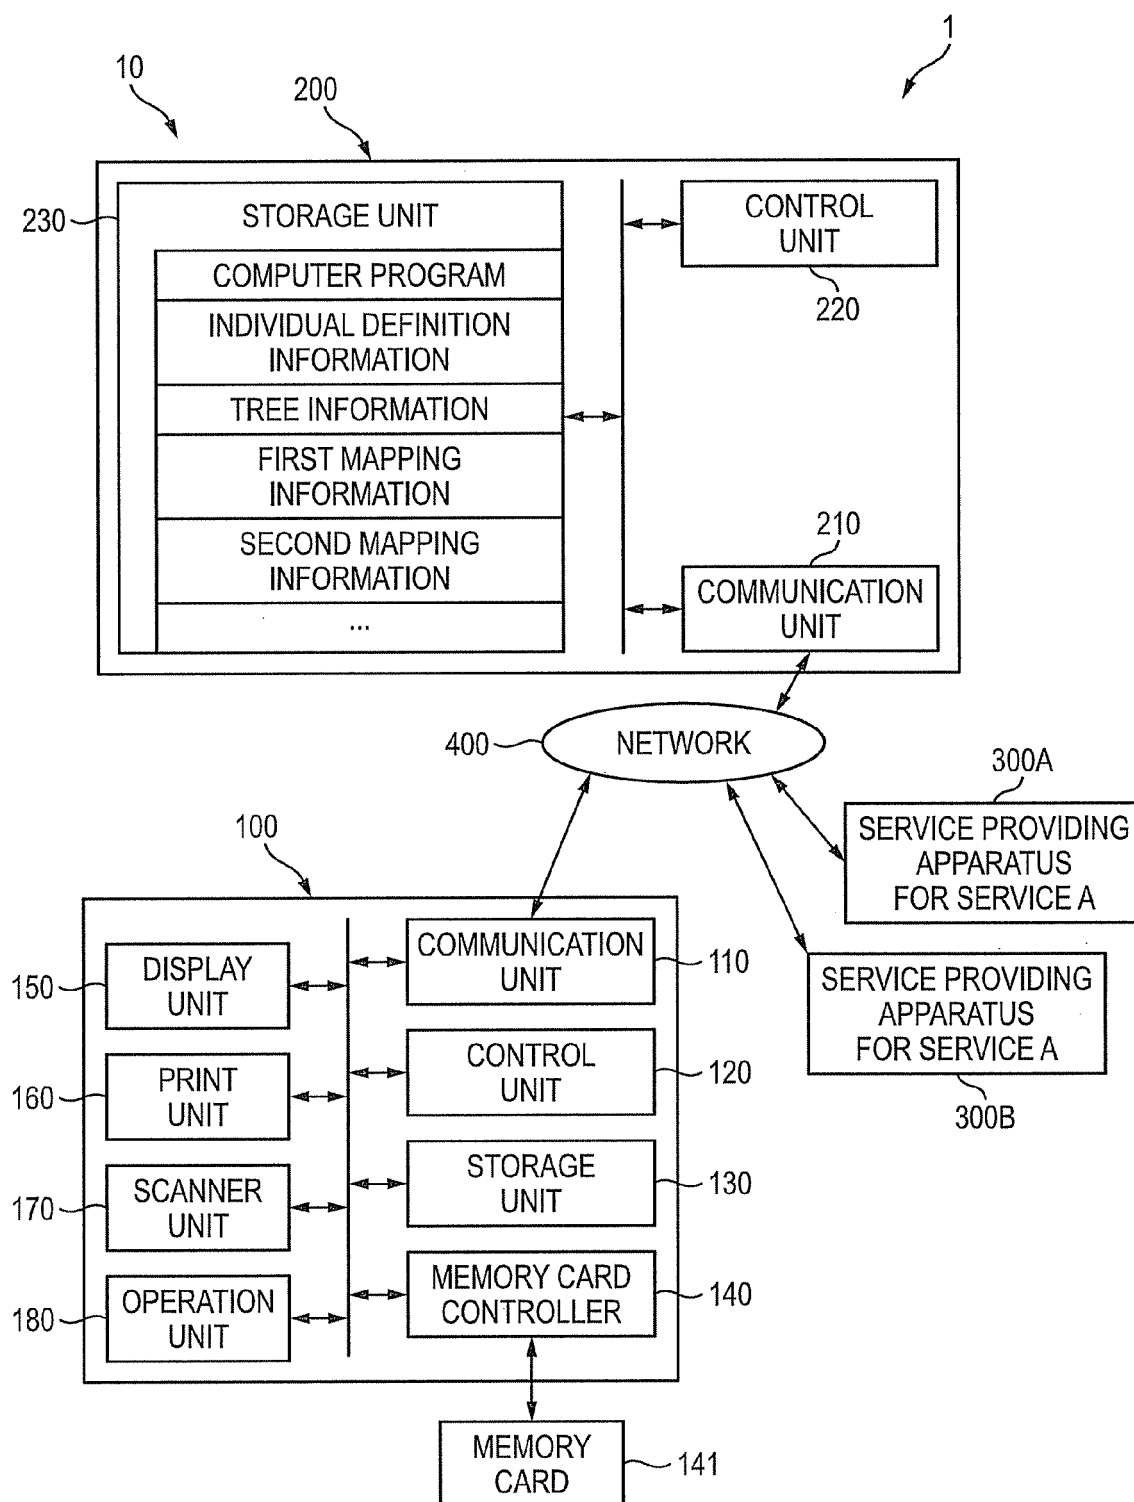 1
10
200
230
STORAGE UNIT
COMPUTER PROGRAM
INDIVIDUAL DEFINITION
INFORMATION
TREE INFORMATION
FIRST MAPPING
INFORMATION
SECOND MAPPING
INFORMATION
...
CONTROL
UNIT
220
210
COMMUNICATION
UNIT
400
NETWORK
300A
SERVICE PROVIDING
APPARATUS
FOR SERVICE A
SERVICE PROVIDING
APPARATUS
FOR SERVICE A
300B
100
150
DISPLAY
UNIT
160
PRINT
UNIT
170
SCANNER
UNIT
180
OPERATION
UNIT
COMMUNICATION
UNIT
110
CONTROL
UNIT
120
STORAGE
UNIT
130
MEMORY CARD
CONTROLLER
140
MEMORY
CARD
141